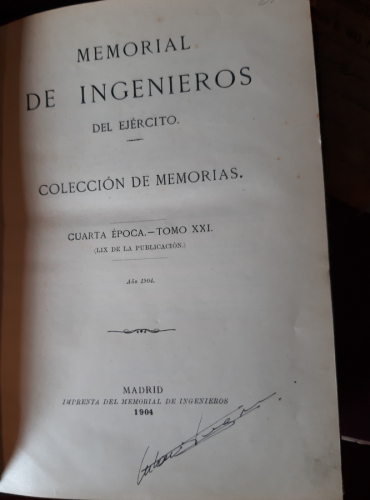 MEMORIAL
DE INGENIEROS
DEL EJÉRCITO.
COLECCIÓN DE MEMORIAS.
CUARTA ÉPOCA.—TOMO XXI.
(LIX DE LA PUBLICACIÓN.)
Año 1904.
MADRID
IMPRENTA DEL MEMORIAL DE INGENIEROS
1904